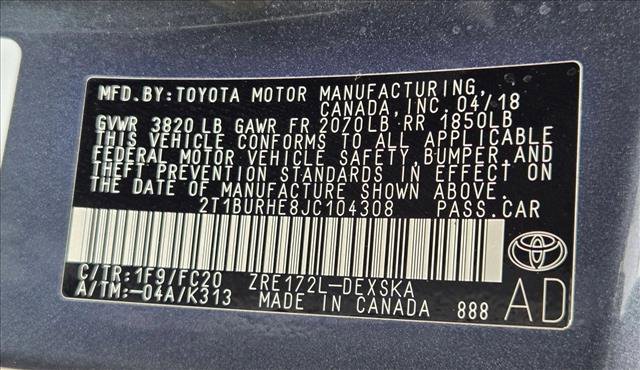 MFD.BY:TOYOTA MOTOR MANUFACTURING,
CANADA, INC. 04/18
GVWR 3820 LB GAWR FR 2070LB,RR 1850LB
THIS VEHICLE CONFORMS TO ALL APPLICABLE
FEDERAL MOTOR VEHICLE SAFETY,BUMPER,AND
THEFT PREVENTION STANDARDS IN EFFECT ON
THE DATE OF MANUFACTURE SHOWN ABOVE.
2T1BURHE8JC104308 PASS.CAR
C/TR:1F9/FC20 ZRE172L-DEXSKA
A/TM:-04A/K313 MADE IN CANADA 888 AD